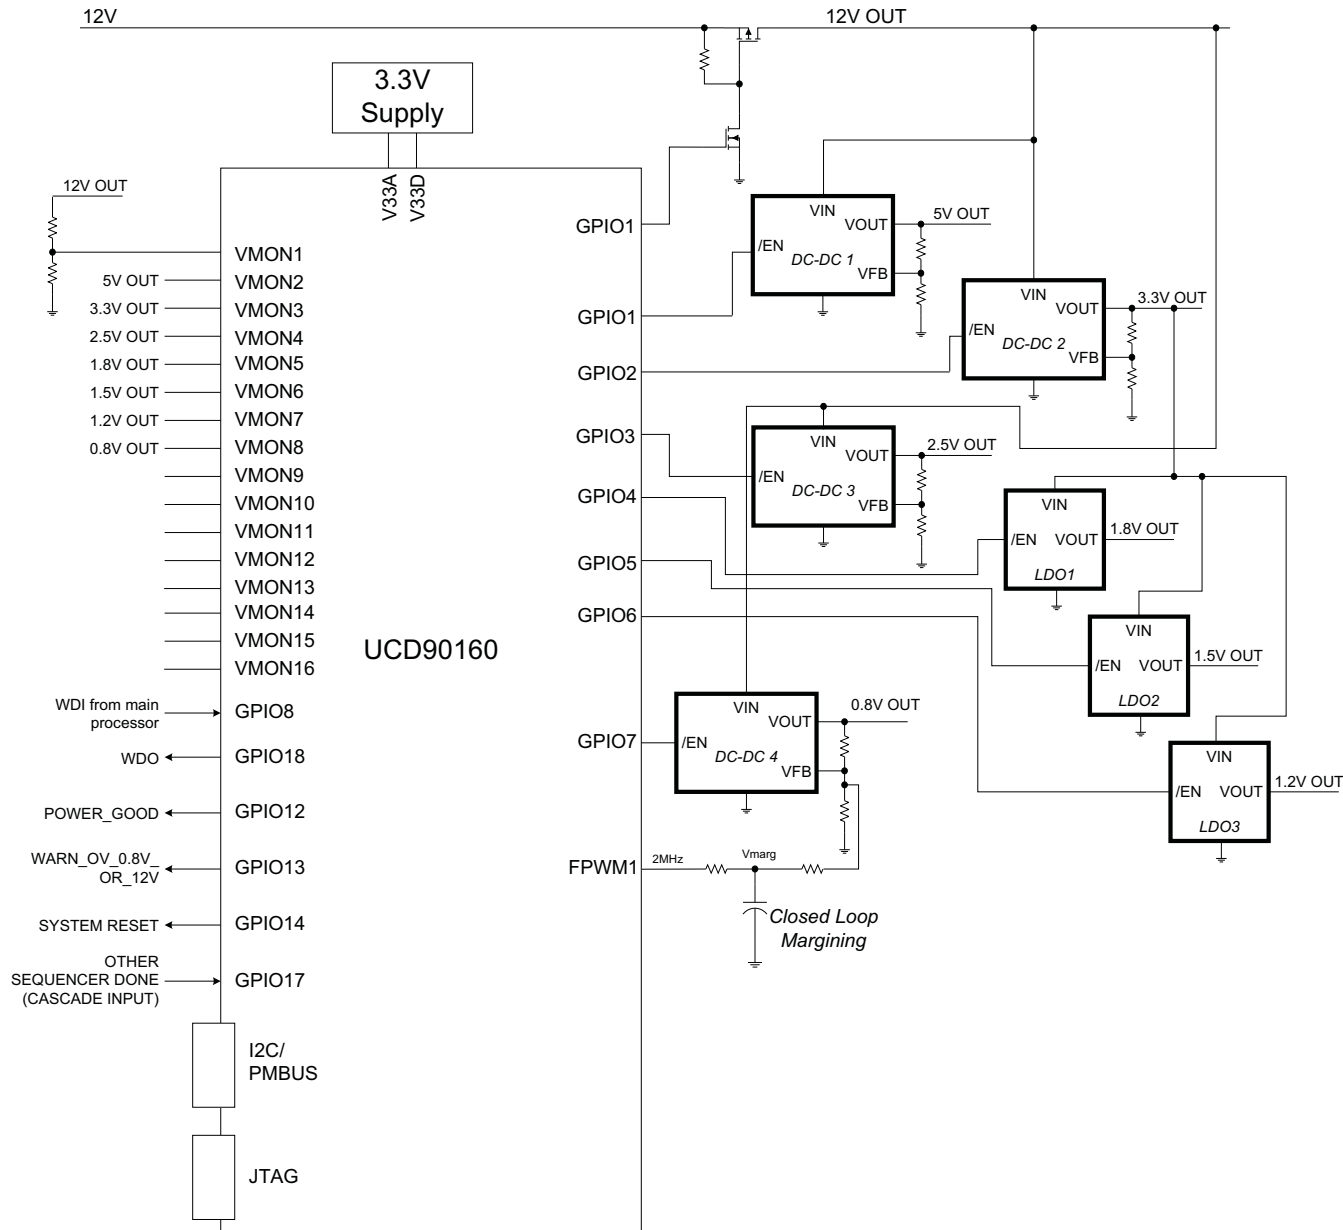 12V
12V OUT
3.3V
Supply
V33A
V33D
12V OUT
VMON1
5V OUT
VMON2
3.3V OUT
VMON3
2.5V OUT
VMON4
1.8V OUT
VMON5
1.5V OUT
VMON6
1.2V OUT
VMON7
0.8V OUT
VMON8
VMON9
VMON10
VMON11
VMON12
VMON13
VMON14
VMON15
VMON16
WDI from main
processor
GPIO8
WDO
GPIO18
POWER_GOOD
GPIO12
WARN_OV_0.8V_
OR_12V
GPIO13
SYSTEM RESET
GPIO14
OTHER
SEQUENCER DONE
(CASCADE INPUT)
GPIO17
I2C/
PMBUS
JTAG
UCD90160
GPIO1
GPIO1
GPIO2
GPIO3
GPIO4
GPIO5
GPIO6
GPIO7
FPWM1
2MHz
Vmarg
Closed Loop
Margining
VIN
VOUT
/EN
DC-DC 1
VFB
5V OUT
VIN
VOUT
/EN
DC-DC 2
VFB
3.3V OUT
VIN
VOUT
/EN
DC-DC 3
VFB
2.5V OUT
VIN
/EN
VOUT
LDO1
1.8V OUT
VIN
/EN
VOUT
LDO2
1.5V OUT
VIN
VOUT
/EN
DC-DC 4
VFB
0.8V OUT
VIN
/EN
VOUT
LDO3
1.2V OUT